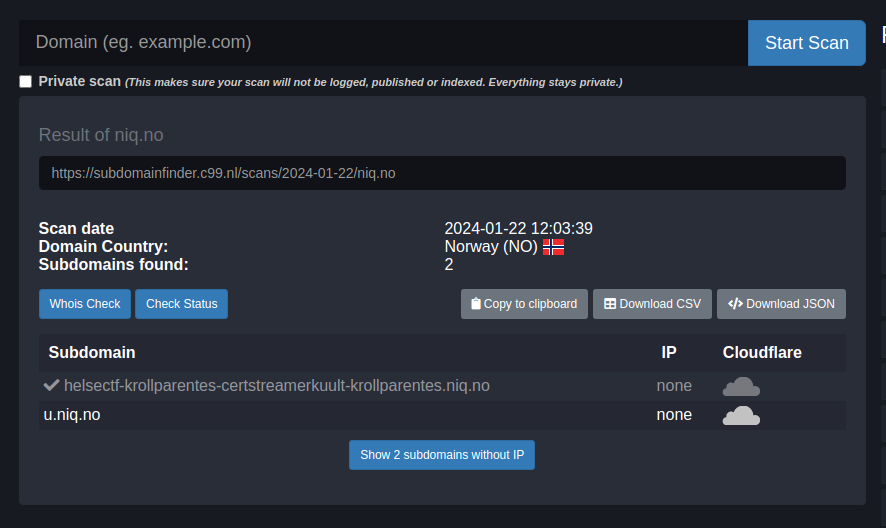 Domain (eg. example.com)
Start Scan
Private scan (This makes sure your scan will not be logged, published or indexed. Everything stays private.)
Result of niq.no
https://subdomainfinder.c99.nl/scans/2024-01-22/niq.no
Scan date 2024-01-22 12:03:39
Domain Country: Norway (NO)
Subdomains found: 2
Whois Check Check Status Copy to clipboard Download CSV Download JSON
Subdomain IP Cloudflare
helsectf-krollparentes-certstreamerkuult-krollparentes.niq.no none
u.niq.no none
Show 2 subdomains without IP